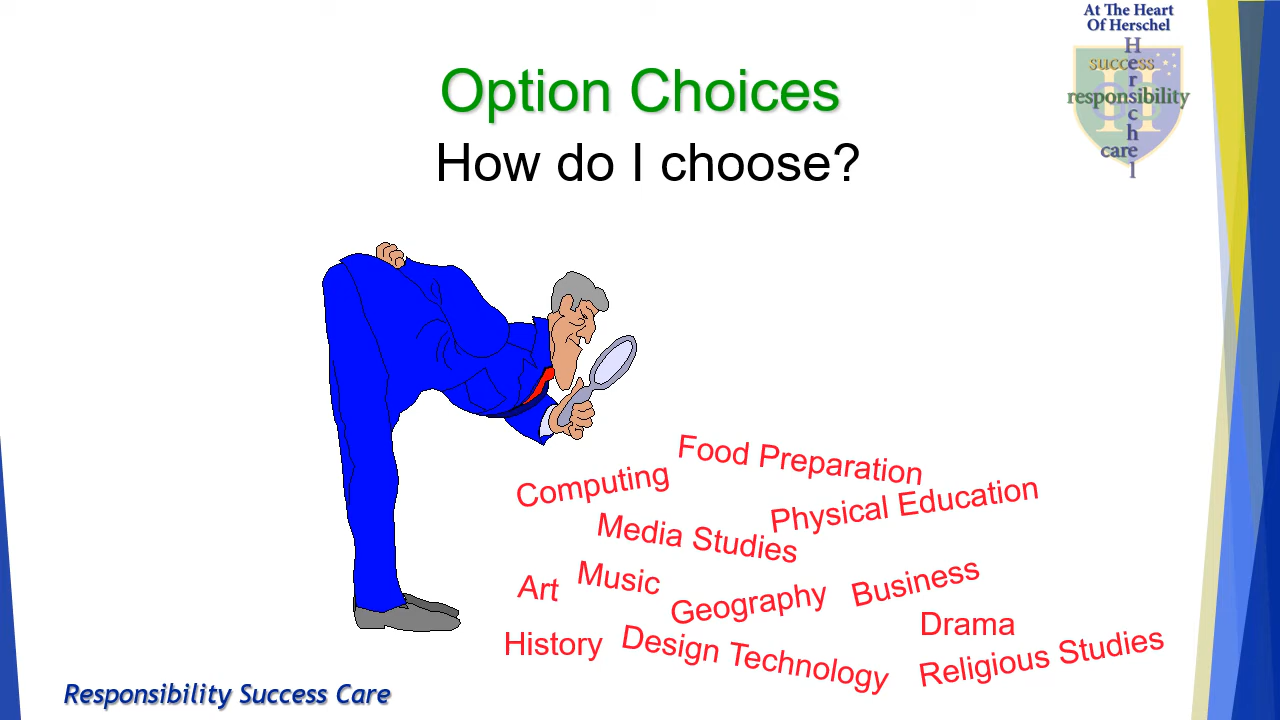 At The Heart
Of Herschel
Herschel
success
responsibility
care
Option Choices
How do I choose?
Food Preparation
Computing
Physical Education
Media Studies
Art
Music
Geography
Business
Drama
History
Design Technology
Religious Studies
Responsibility Success Care